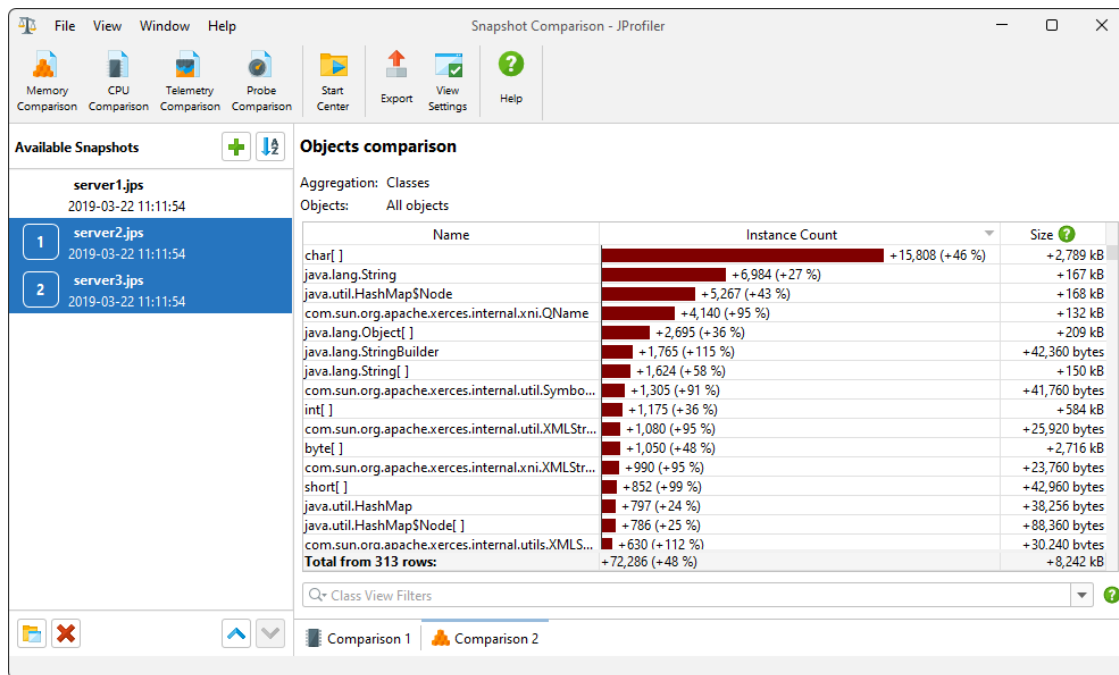 File View Window Help
Snapshot Comparison - JProfiler
Memory Comparison
CPU Comparison
Telemetry Comparison
Probe Comparison
Start Center
Export
View Settings
Help
Available Snapshots
server1.jps
2019-03-22 11:11:54
1 server2.jps
2019-03-22 11:11:54
2 server3.jps
2019-03-22 11:11:54
Objects comparison
Aggregation: Classes
Objects: All objects
Name Instance Count Size
char[ ] +15,808 (+46 %) +2,789 kB
java.lang.String +6,984 (+27 %) +167 kB
java.util.HashMap$Node +5,267 (+43 %) +168 kB
com.sun.org.apache.xerces.internal.xni.QName +4,140 (+95 %) +132 kB
java.lang.Object[ ] +2,695 (+36 %) +209 kB
java.lang.StringBuilder +1,765 (+115 %) +42,360 bytes
java.lang.String[ ] +1,624 (+58 %) +150 kB
com.sun.org.apache.xerces.internal.util.Symbo... +1,305 (+91 %) +41,760 bytes
int[ ] +1,175 (+36 %) +584 kB
com.sun.org.apache.xerces.internal.util.XMLStr... +1,080 (+95 %) +25,920 bytes
byte[ ] +1,050 (+48 %) +2,716 kB
com.sun.org.apache.xerces.internal.xni.XMLStr... +990 (+95 %) +23,760 bytes
short[ ] +852 (+99 %) +42,960 bytes
java.util.HashMap +797 (+24 %) +38,256 bytes
java.util.HashMap$Node[ ] +786 (+25 %) +88,360 bytes
com.sun.org.apache.xerces.internal.utils.XMLS... +630 (+112 %) +30,240 bytes
Total from 313 rows: +72,286 (+48 %) +8,242 kB
Class View Filters
Comparison 1 Comparison 2